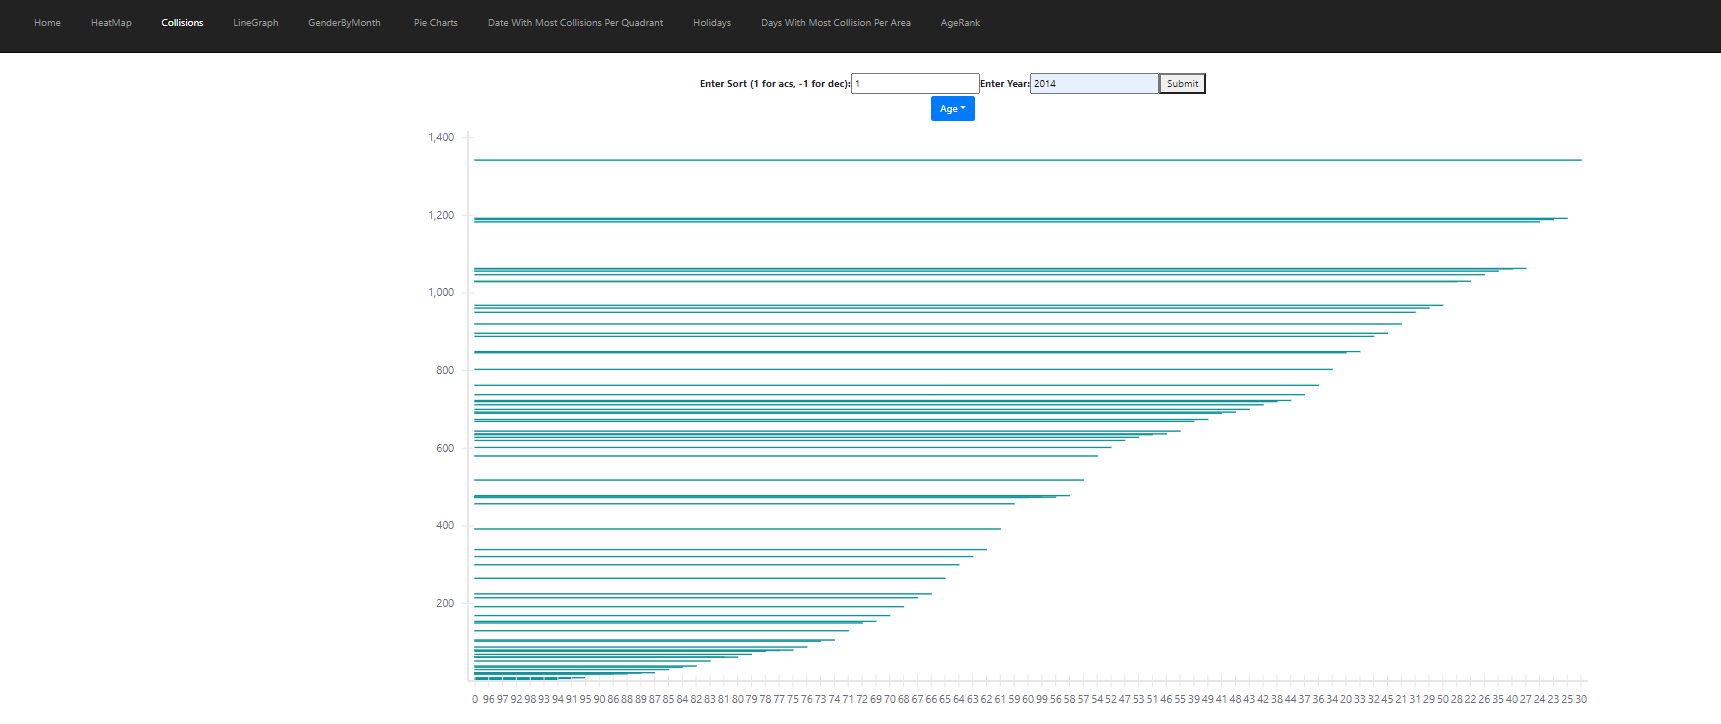 Home HeatMap Collisions LineGraph GenderByMonth Pie Charts Date With Most Collisions Per Quadrant Holidays Days With Most Collision Per Area AgeRank
Enter Sort (1 for acs, -1 for dec): 1 Enter Year: 2014 Submit
Age
1,400
1,200
1,000
800
600
400
200
0 96 97 92 98 93 94 91 95 90 86 88 89 87 85 84 82 83 81 80 79 78 77 75 76 73 74 71 72 69 70 68 67 66 65 64 63 62 61 59 60 99 56 58 57 54 52 47 53 51 46 55 39 49 41 48 43 42 38 44 37 36 34 20 33 32 45 21 31 29 50 28 22 26 35 40 27 24 23 25 30